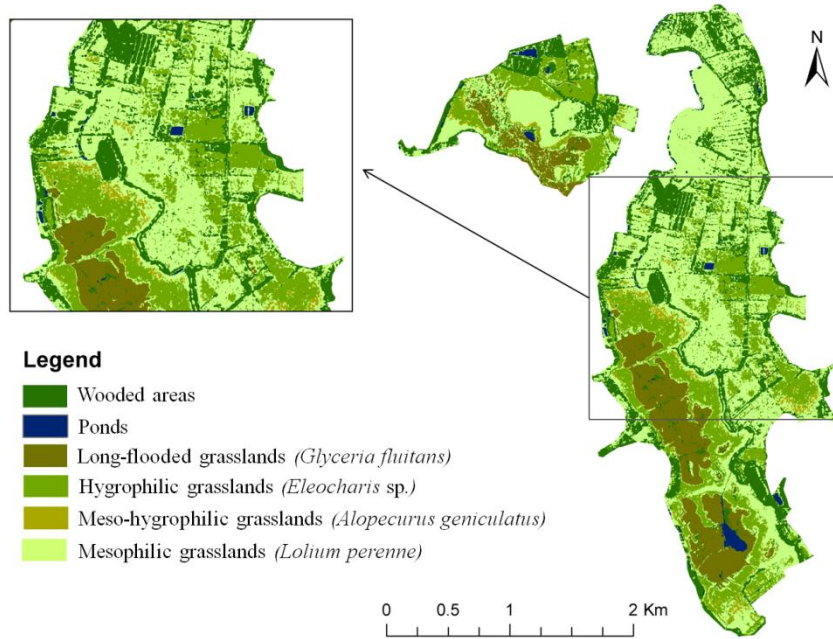 N
Legend
Wooded areas
Ponds
Long-flooded grasslands (Glyceria fluitans)
Hygrophilic grasslands (Eleocharis sp.)
Meso-hygrophilic grasslands (Alopecurus geniculatus)
Mesophilic grasslands (Lolium perenne)
0 0.5 1 2 Km